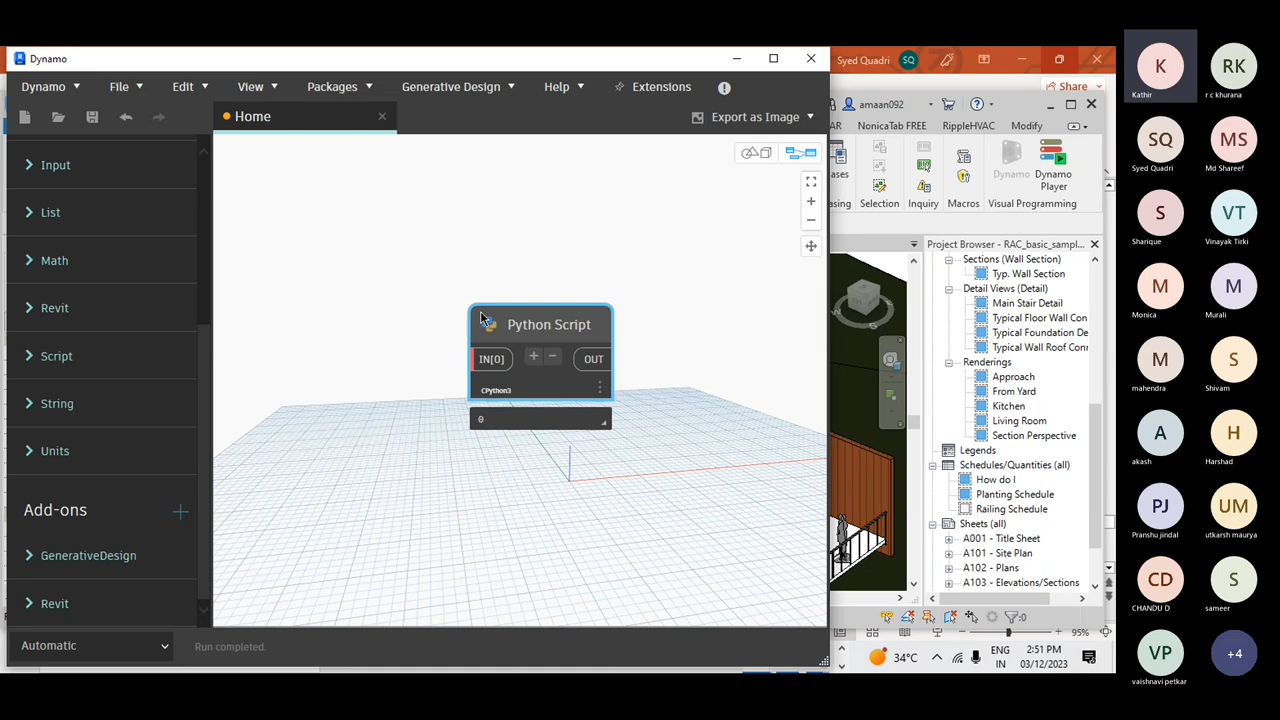 Dynamo
Dynamo
File
Edit
View
Packages
Generative Design
Help
Extensions
Home
Export as Image
Input
List
Math
Revit
Script
String
Units
Add-ons
GenerativeDesign
Revit
Automatic
Run completed.
Python Script
IN[0]
+
−
OUT
CPython3
0
Syed Quadri
SQ
Share
amaan092
NonicaTab FREE
RippleHVAC
Modify
Dynamo
Dynamo
Player
Selection
Inquiry
Macros
Visual Programming
Project Browser - RAC_basic_sampl...
Sections (Wall Section)
Typ. Wall Section
Detail Views (Detail)
Main Stair Detail
Typical Floor Wall Con
Typical Foundation De
Typical Wall Roof Conr
Renderings
Approach
From Yard
Kitchen
Living Room
Section Perspective
Legends
Schedules/Quantities (all)
How do I
Planting Schedule
Railing Schedule
Sheets (all)
A001 - Title Sheet
A101 - Site Plan
A102 - Plans
A103 - Elevations/Sections
:0
95%
34°C
ENG
IN
2:51 PM
03/12/2023
K
Kathir
RK
r c khurana
SQ
Syed Quadri
MS
Md Shareef
S
Sharique
VT
Vinayak Tirki
M
Monica
M
Murali
M
mahendra
S
Shivam
A
akash
H
Harshad
PJ
Pranshu jindal
UM
utkarsh maurya
CD
CHANDU D
S
sameer
VP
vaishnavi petkar
+4